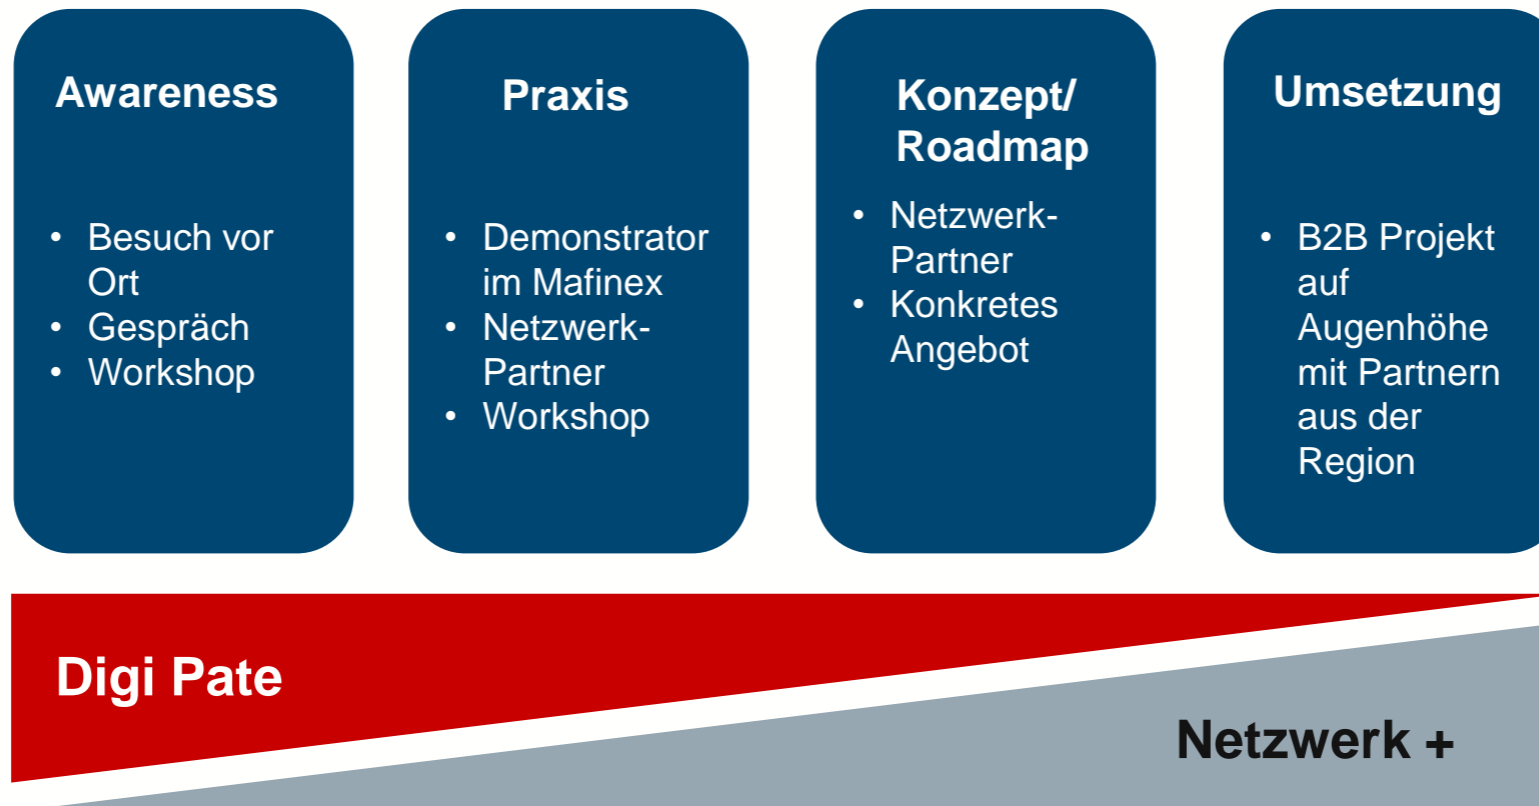 Awareness
• Besuch vor
Ort
• Gespräch
• Workshop
Praxis
• Demonstrator
im Mafinex
• Netzwerk-
Partner
• Workshop
Konzept/
Roadmap
• Netzwerk-
Partner
• Konkretes
Angebot
Umsetzung
• B2B Projekt
auf
Augenhöhe
mit Partnern
aus der
Region
Digi Pate
Netzwerk +